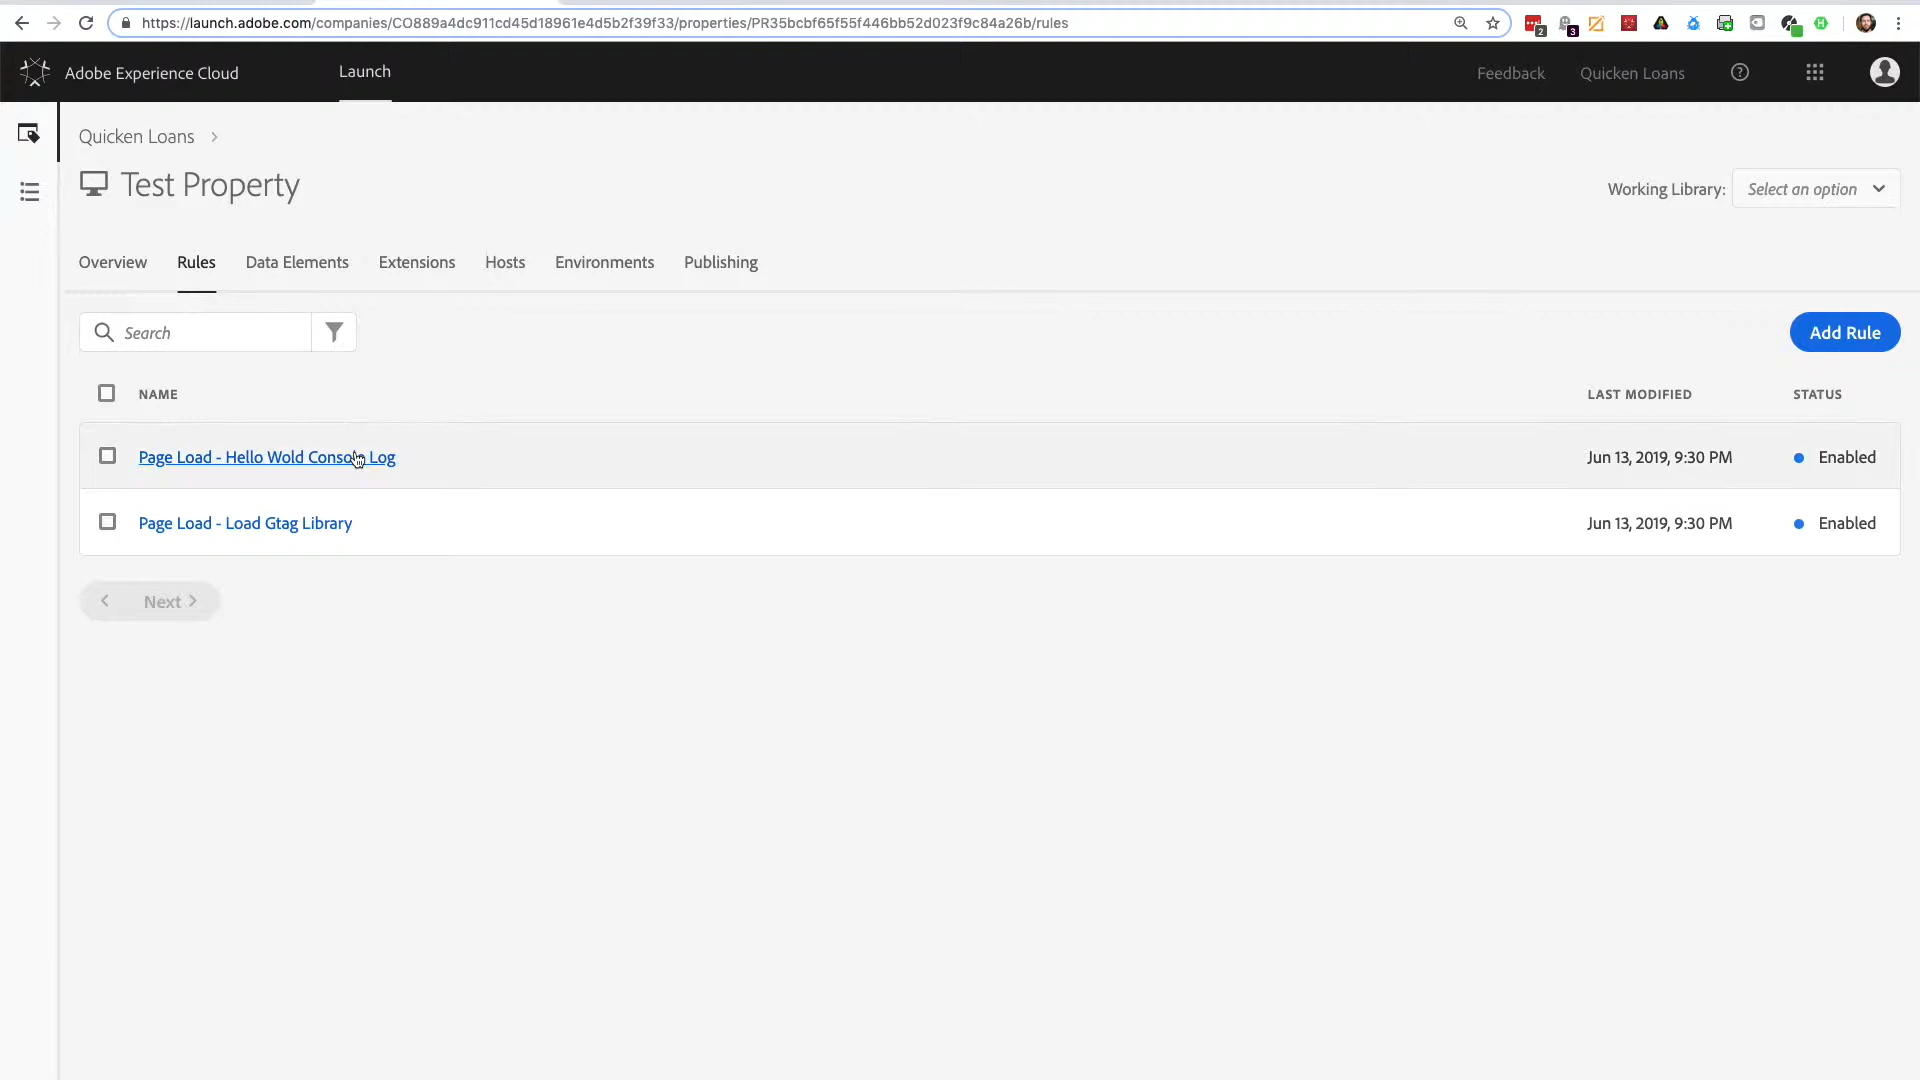 https://launch.adobe.com/companies/CO889a4dc911cd45d18961e4d5b2f39f33/properties/PR35bcbf65f55f446bb52d023f9c84a26b/rules
2
3
Adobe Experience Cloud
Launch
Feedback
Quicken Loans
Quicken Loans
Test Property
Working Library:
Select an option
Overview
Rules
Data Elements
Extensions
Hosts
Environments
Publishing
Search
Add Rule
NAME
LAST MODIFIED
STATUS
Page Load - Hello Wold Console Log
Jun 13, 2019, 9:30 PM
Enabled
Page Load - Load Gtag Library
Jun 13, 2019, 9:30 PM
Enabled
Next